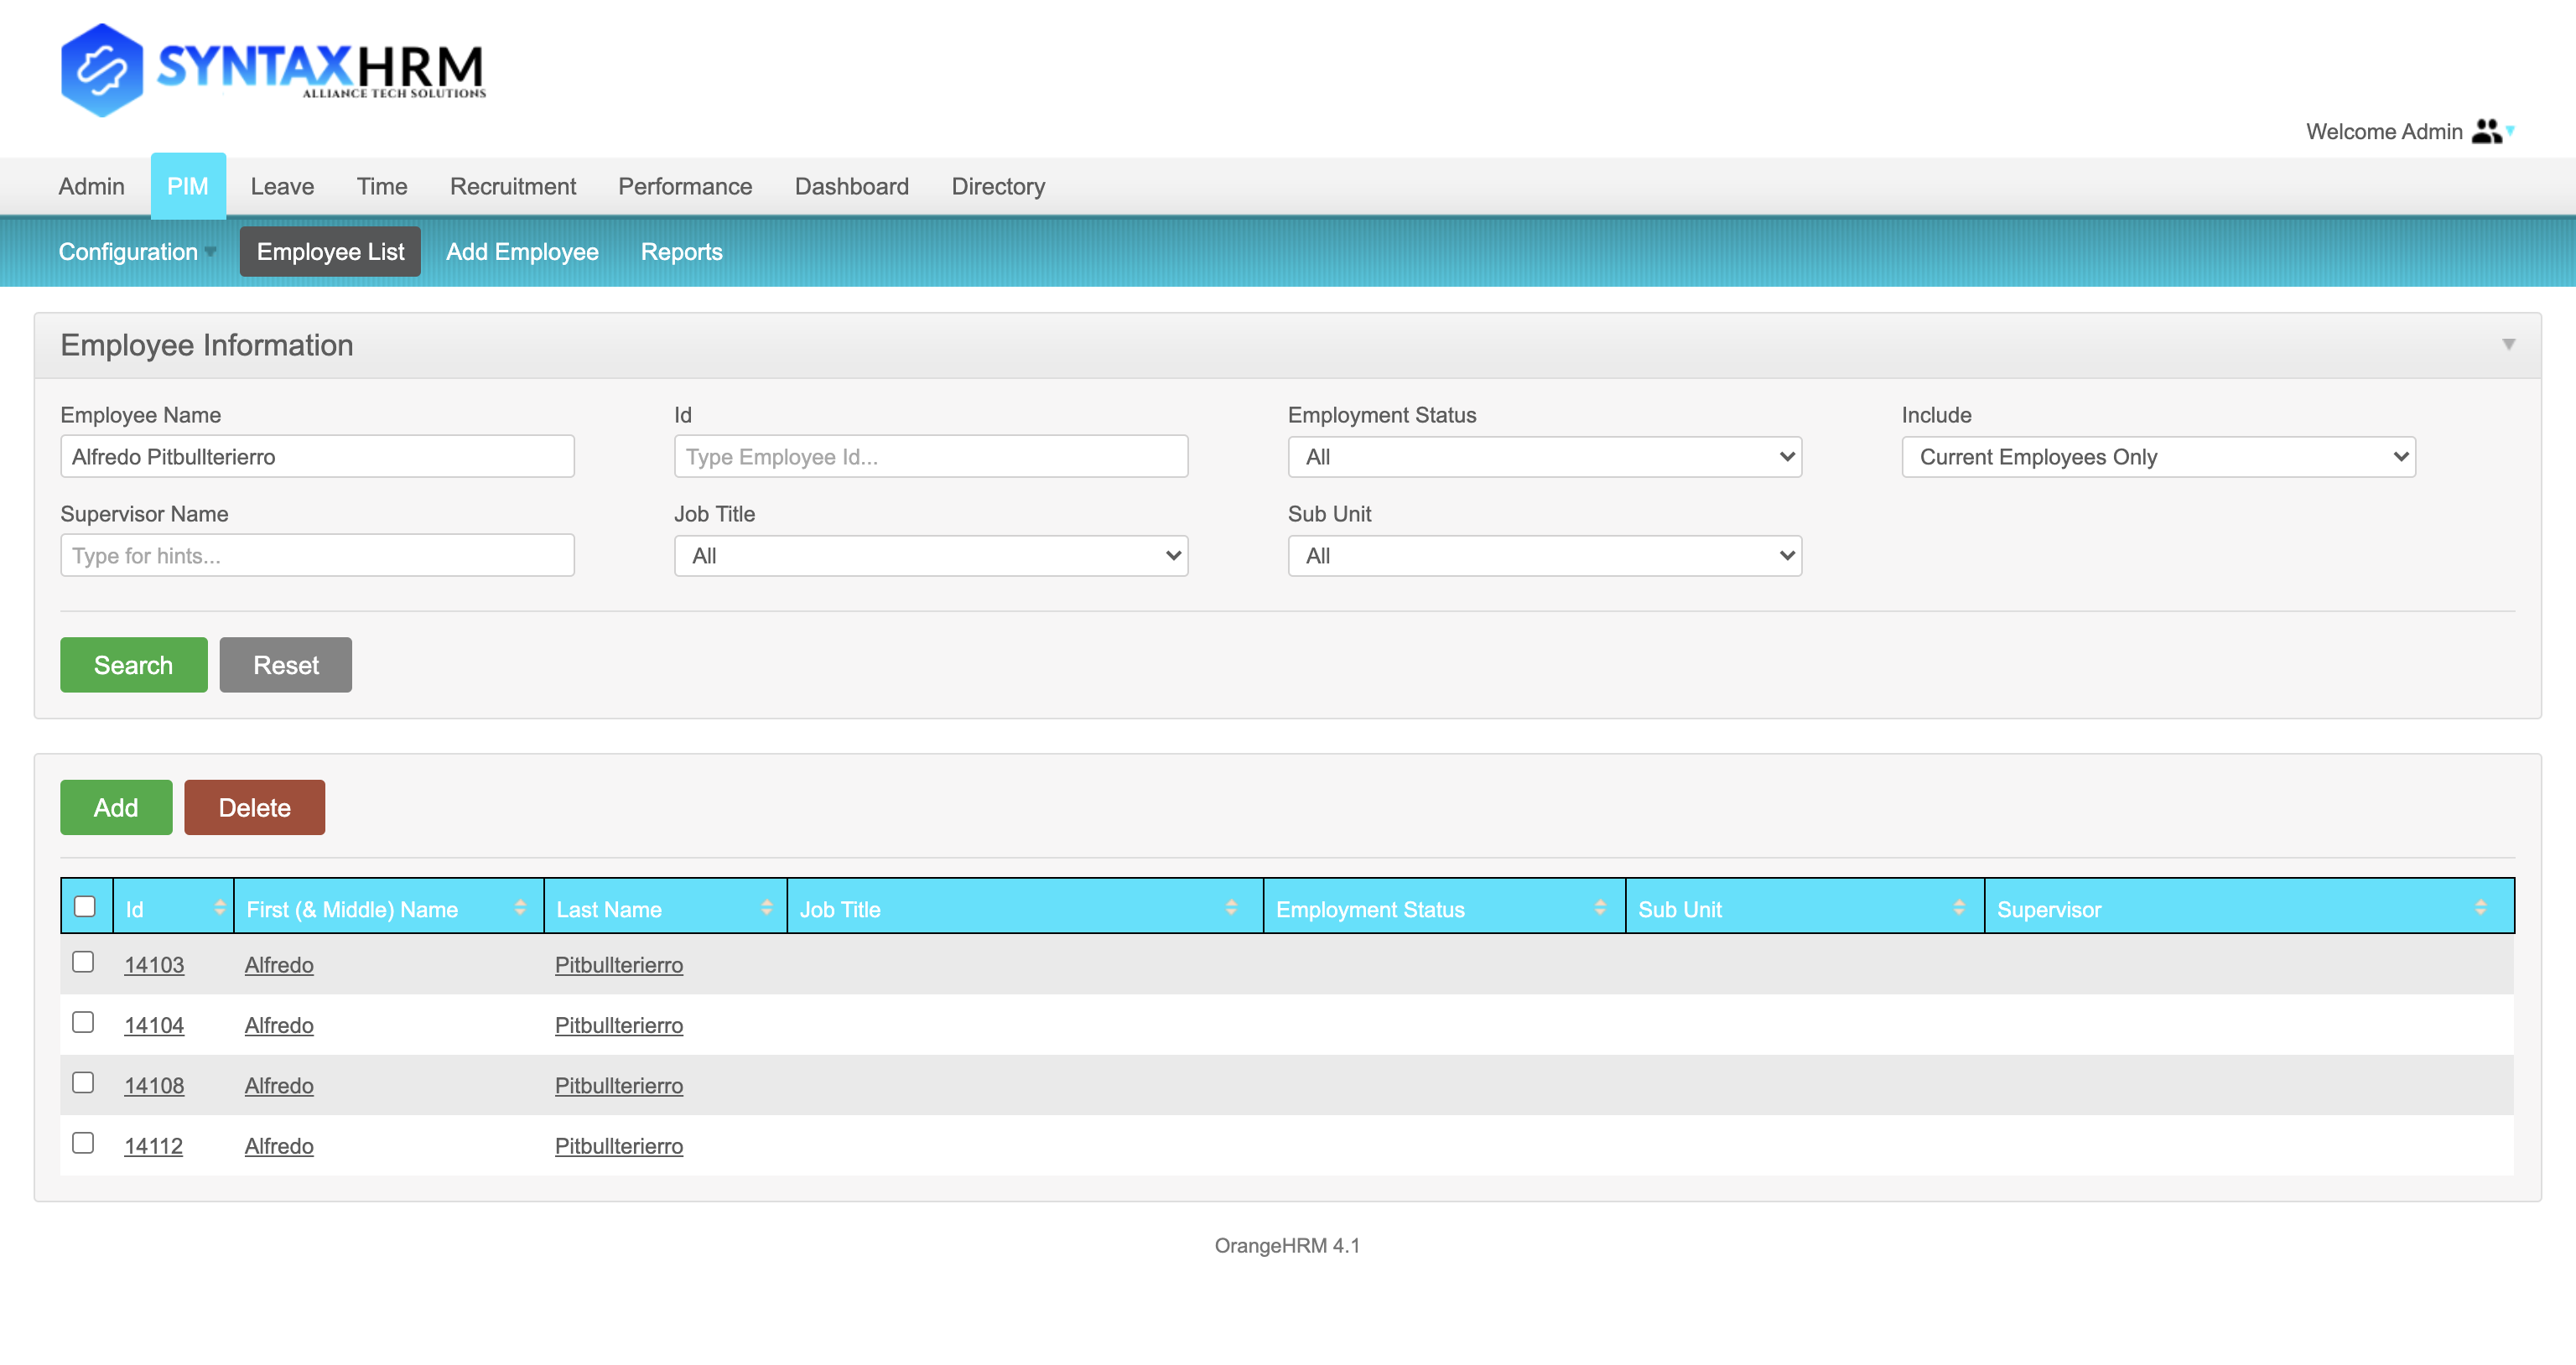 SYNTAXHRM
ALLIANCE TECH SOLUTIONS
Welcome Admin
Admin PIM Leave Time Recruitment Performance Dashboard Directory
Configuration Employee List Add Employee Reports
Employee Information
Employee Name Id Employment Status Include
Alfredo Pitbullterierro Type Employee Id... All Current Employees Only
Supervisor Name Job Title Sub Unit
Type for hints... All All
Search Reset
Add Delete
Id First (& Middle) Name Last Name Job Title Employment Status Sub Unit Supervisor
14103 Alfredo Pitbullterierro
14104 Alfredo Pitbullterierro
14108 Alfredo Pitbullterierro
14112 Alfredo Pitbullterierro
OrangeHRM 4.1